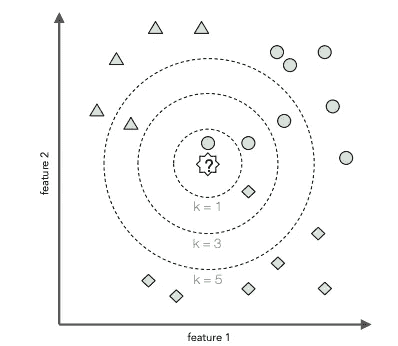 feature 2
?
k = 1
k = 3
k = 5
feature 1